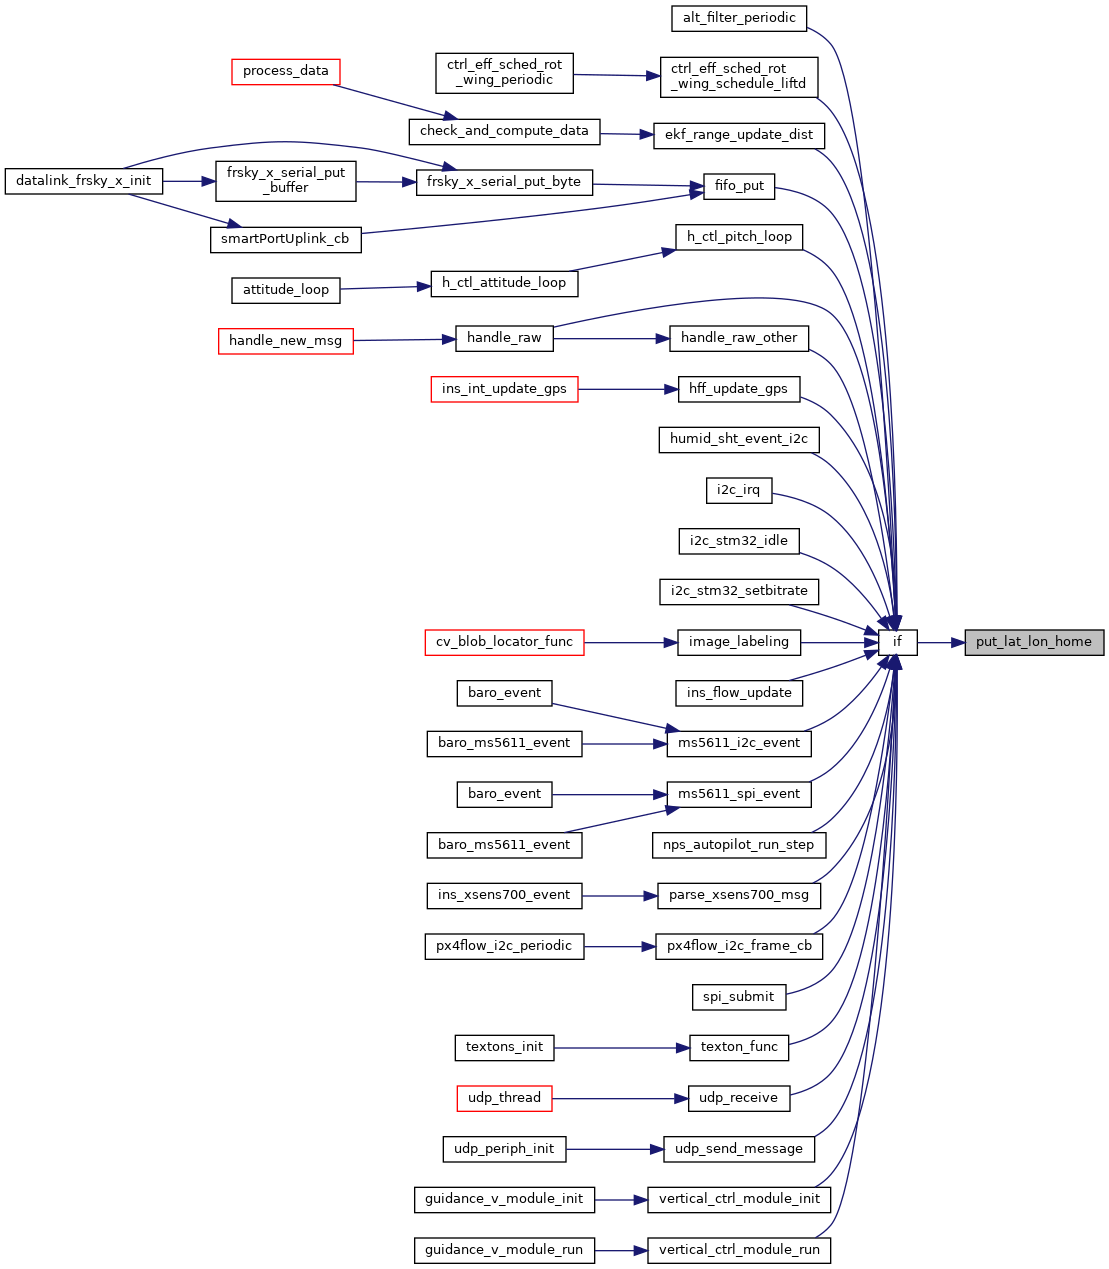 alt_filter_periodic
ctrl_eff_sched_rot
_wing_periodic
ctrl_eff_sched_rot
_wing_schedule_liftd
process_data
check_and_compute_data
ekf_range_update_dist
datalink_frsky_x_init
frsky_x_serial_put
_buffer
frsky_x_serial_put_byte
fifo_put
smartPortUplink_cb
h_ctl_pitch_loop
attitude_loop
h_ctl_attitude_loop
handle_new_msg
handle_raw
handle_raw_other
ins_int_update_gps
hff_update_gps
humid_sht_event_i2c
i2c_irq
i2c_stm32_idle
i2c_stm32_setbitrate
cv_blob_locator_func
image_labeling
if
put_lat_lon_home
baro_event
ins_flow_update
baro_ms5611_event
ms5611_i2c_event
baro_event
ms5611_spi_event
baro_ms5611_event
nps_autopilot_run_step
ins_xsens700_event
parse_xsens700_msg
px4flow_i2c_periodic
px4flow_i2c_frame_cb
spi_submit
textons_init
texton_func
udp_thread
udp_receive
udp_periph_init
udp_send_message
guidance_v_module_init
vertical_ctrl_module_init
guidance_v_module_run
vertical_ctrl_module_run